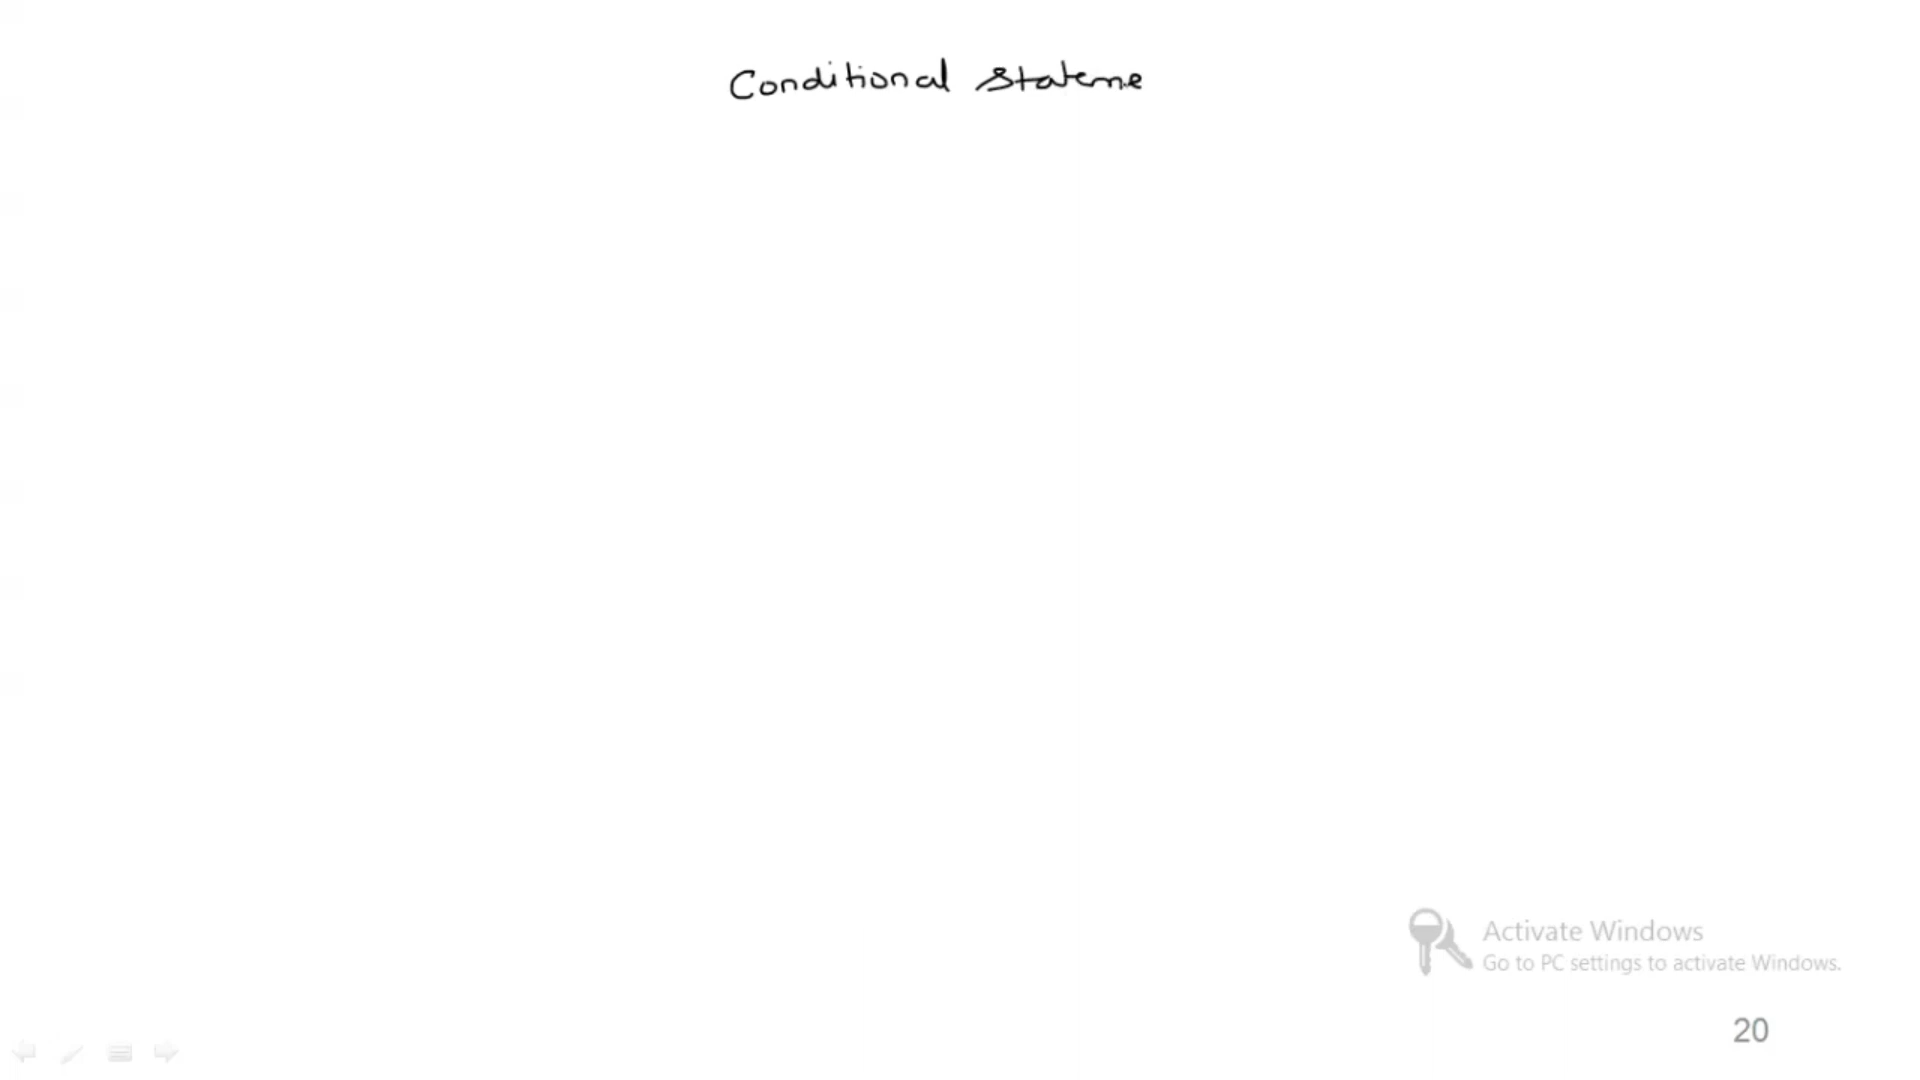 Conditional Stateme
Activate Windows
Go to PC settings to activate Windows.
20